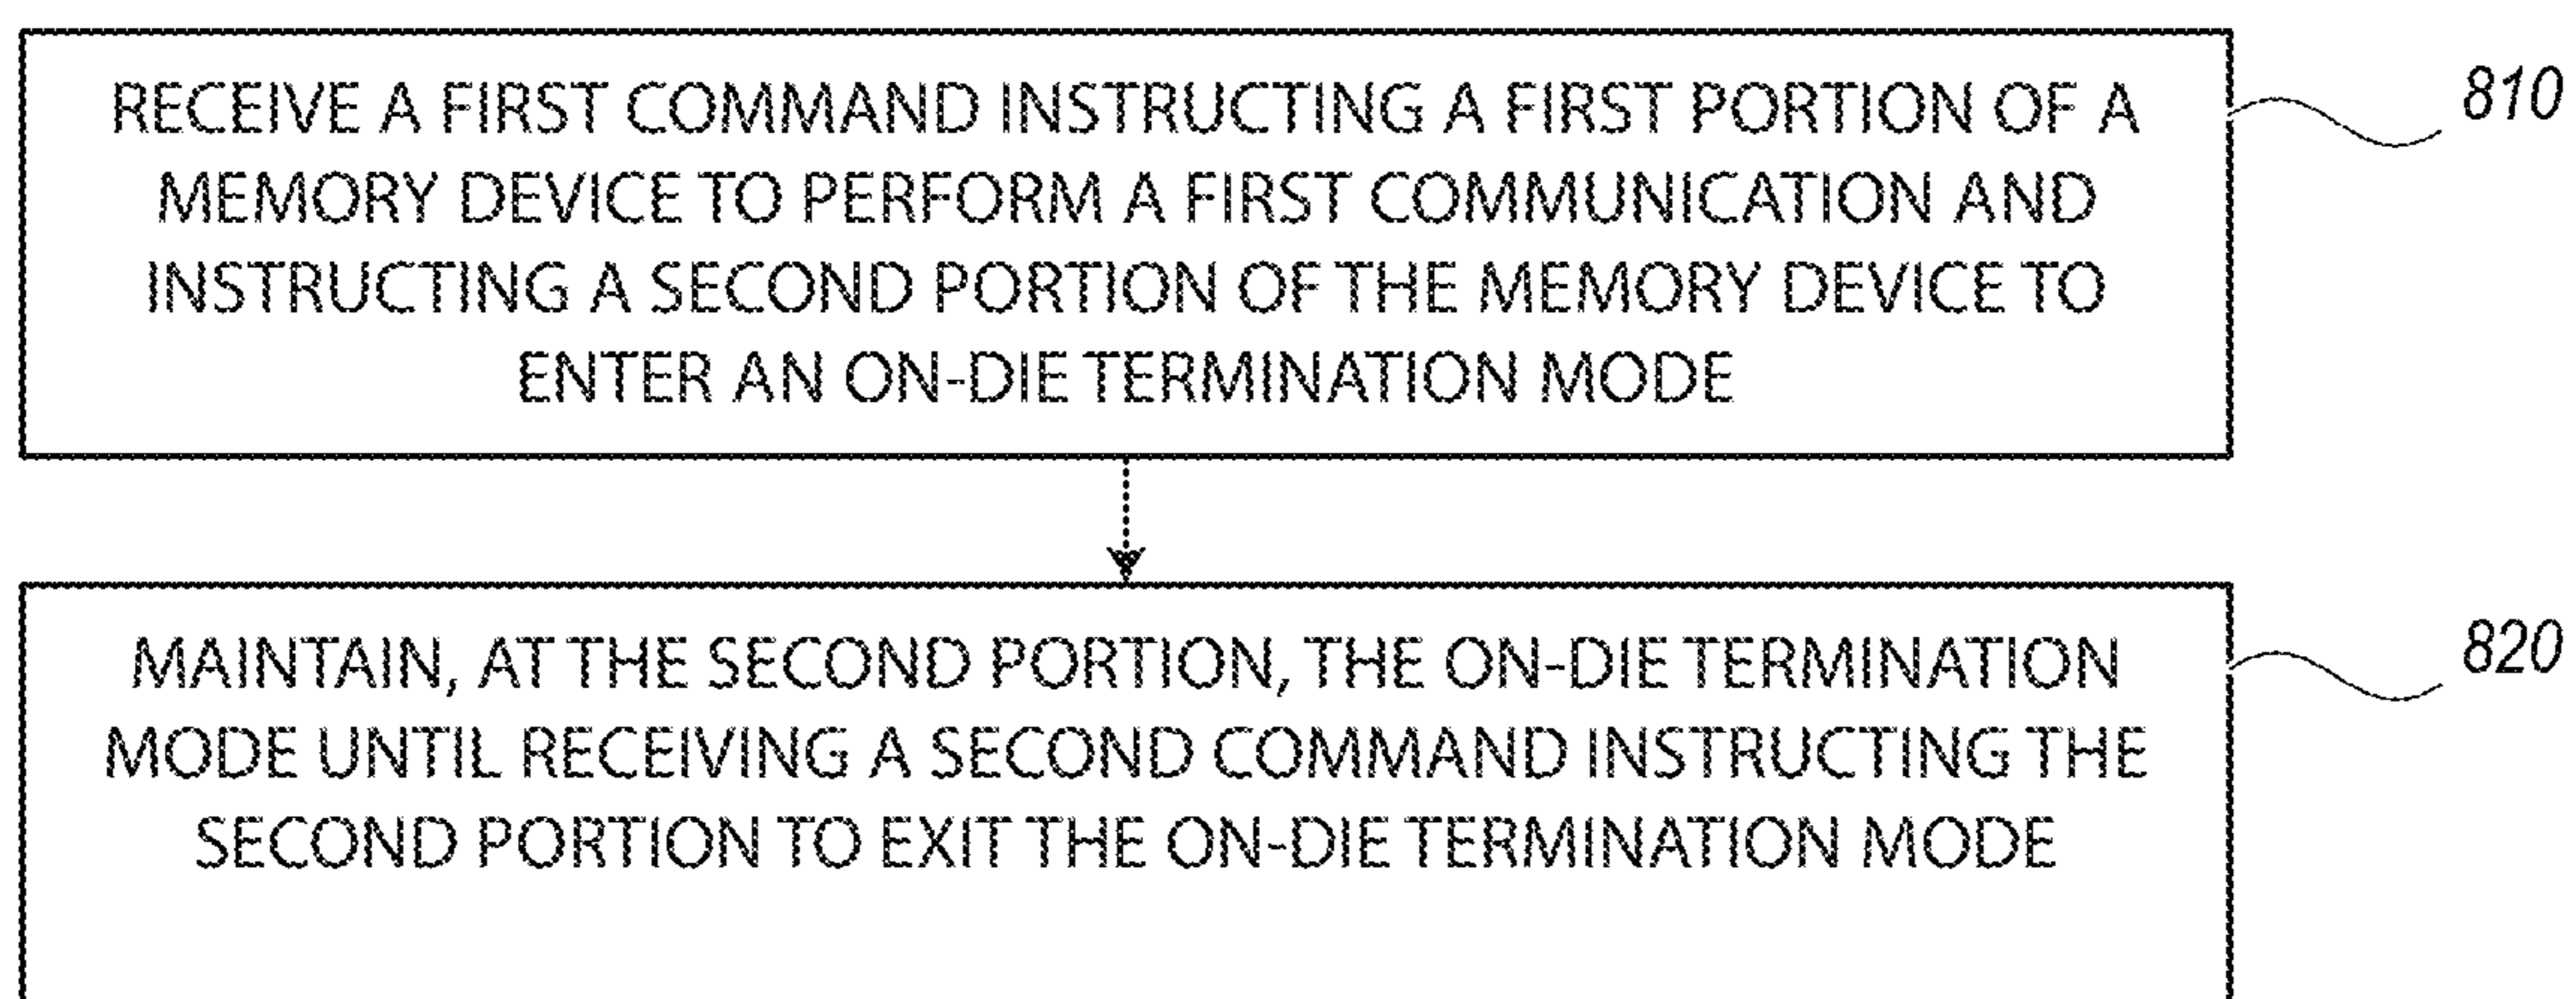 RECEIVE A FIRST COMMAND INSTRUCTING A FIRST PORTION OF A
MEMORY DEVICE TO PERFORM A FIRST COMMUNICATION AND
INSTRUCTING A SECOND PORTION OF THE MEMORY DEVICE TO
ENTER AN ON-DIE TERMINATION MODE
810
MAINTAIN, AT THE SECOND PORTION, THE ON-DIE TERMINATION
MODE UNTIL RECEIVING A SECOND COMMAND INSTRUCTING THE
SECOND PORTION TO EXIT THE ON-DIE TERMINATION MODE
820